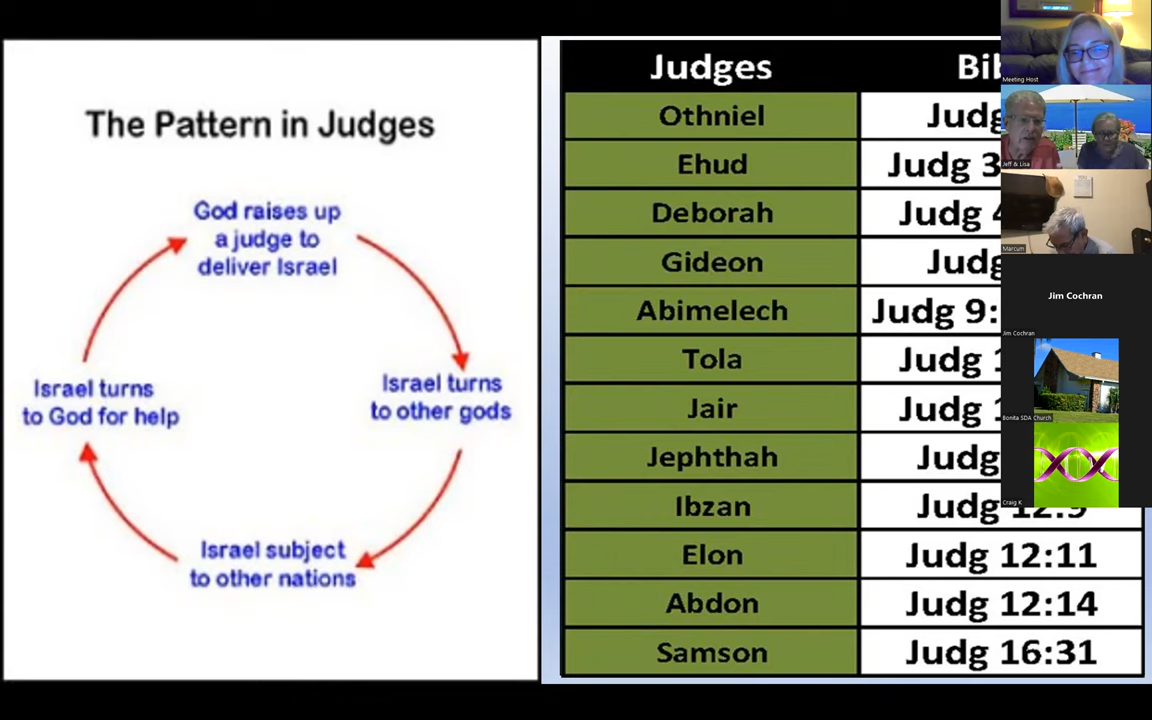 The Pattern in Judges
God raises up
a judge to
deliver Israel
Israel turns
to other gods
Israel subject
to other nations
Israel turns
to God for help
Judges
Othniel
Ehud
Judg 3
Deborah
Judg 4
Gideon
Abimelech
Judg 9:
Tola
Judg 1
Jair
Judg 1
Jephthah
Judg
Ibzan
Judg 12:9
Elon
Judg 12:11
Abdon
Judg 12:14
Samson
Judg 16:31
Meeting Host
Jeff & Lisa
Marcum
Jim Cochran
Jim Cochran
Bonita SDA Church
Craig K